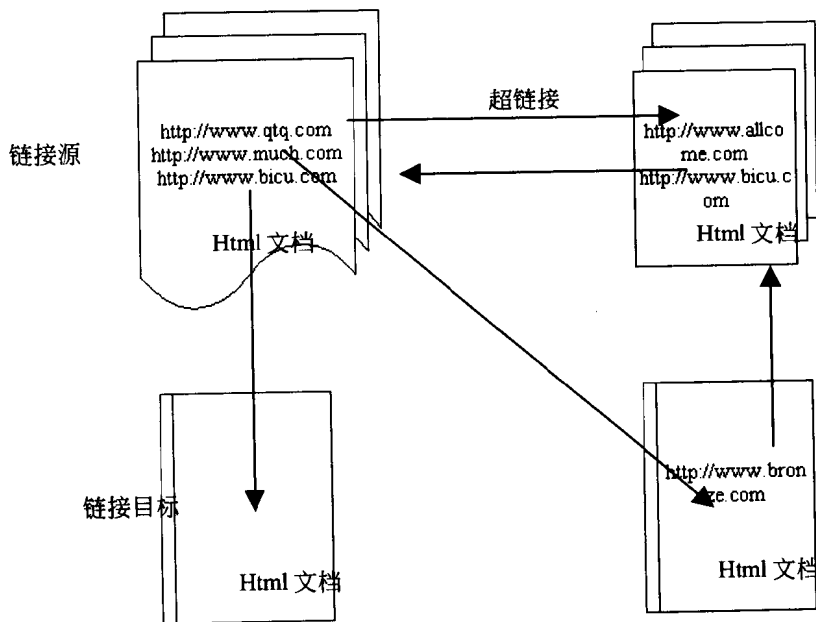 超链接
链接源
http://www.qtq.com
http://www.much.com
http://www.bicu.com
Html 文档
http://www.allco
me.com
http://www.bicu.c
om
Html 文档
链接目标
Html 文档
http://www.bron
ze.com
Html 文档